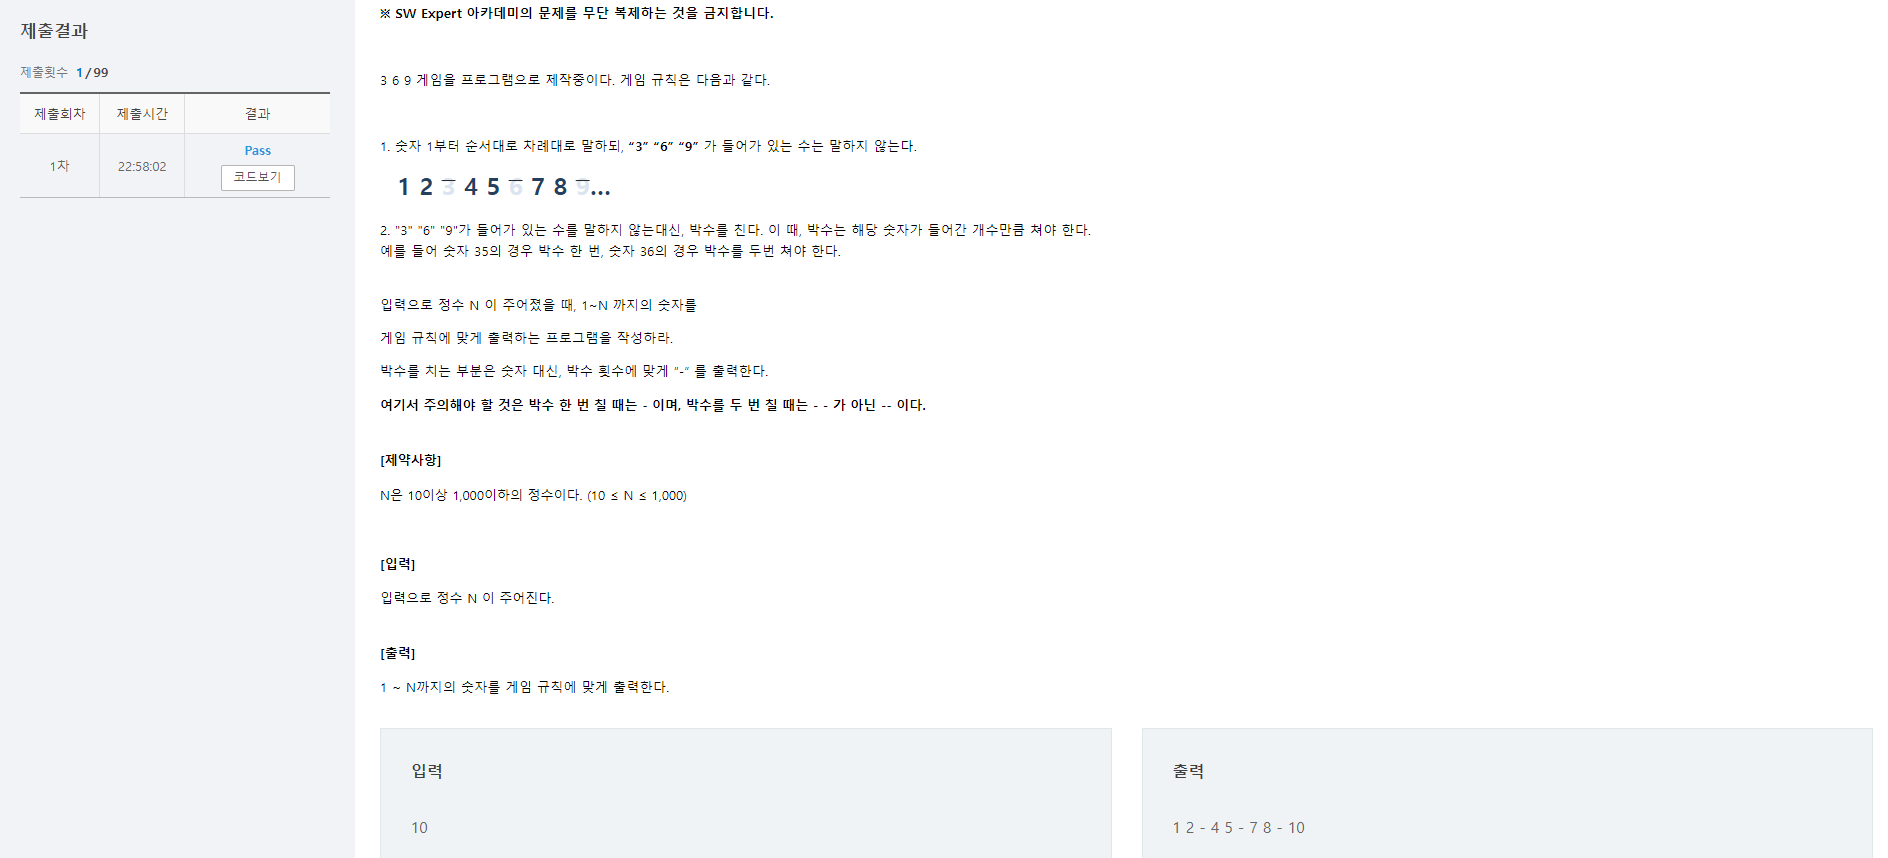 제출결과
제출횟수 1 / 99
제출회차 제출시간 결과
1차 22:58:02 Pass
코드보기
※ SW Expert 아카데미의 문제를 무단 복제하는 것을 금지합니다.
3 6 9 게임을 프로그램으로 제작중이다. 게임 규칙은 다음과 같다.
1. 숫자 1부터 순서대로 차례대로 말하되, “3” “6” “9” 가 들어가 있는 수는 말하지 않는다.
1 2 3 4 5 6 7 8 9...
2. "3" "6" "9"가 들어가 있는 수를 말하지 않는대신, 박수를 친다. 이 때, 박수는 해당 숫자가 들어간 개수만큼 쳐야 한다.
예를 들어 숫자 35의 경우 박수 한 번, 숫자 36의 경우 박수를 두번 쳐야 한다.
입력으로 정수 N 이 주어졌을 때, 1~N 까지의 숫자를
게임 규칙에 맞게 출력하는 프로그램을 작성하라.
박수를 치는 부분은 숫자 대신, 박수 횟수에 맞게 “-” 를 출력한다.
여기서 주의해야 할 것은 박수 한 번 칠 때는 - 이며, 박수를 두 번 칠 때는 - - 가 아닌 -- 이다.
[제약사항]
N은 10이상 1,000이하의 정수이다. (10 ≤ N ≤ 1,000)
[입력]
입력으로 정수 N 이 주어진다.
[출력]
1 ~ N까지의 숫자를 게임 규칙에 맞게 출력한다.
입력
10
출력
1 2 - 4 5 - 7 8 - 10